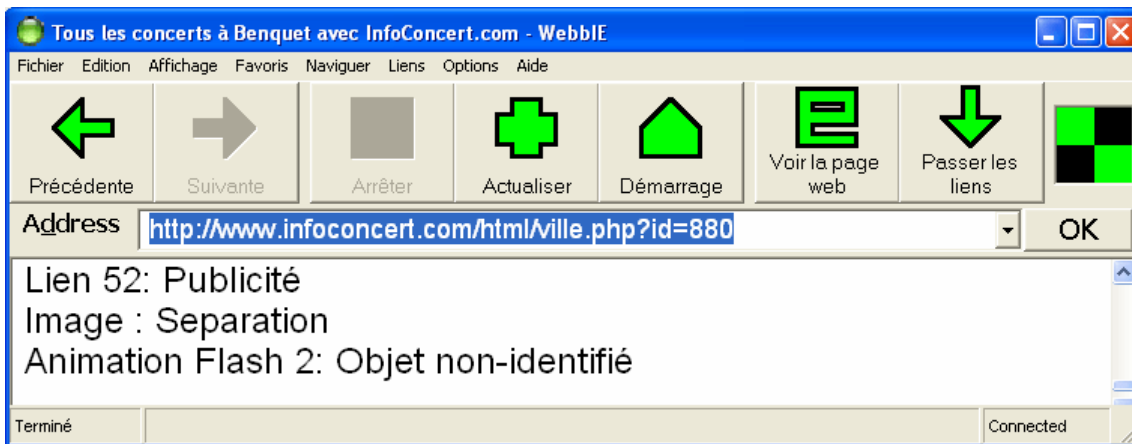 Tous les concerts à Benquet avec InfoConcert.com - WebbIE
Fichier Edition Affichage Favoris Naviguer Liens Options Aide
Précédente Suivante Arrêter Actualiser Démarrage Voir la page web Passer les liens
Address http://www.infoconcert.com/html/ville.php?id=880 OK
Lien 52: Publicité
Image : Separation
Animation Flash 2: Objet non-identifié
Terminé Connected